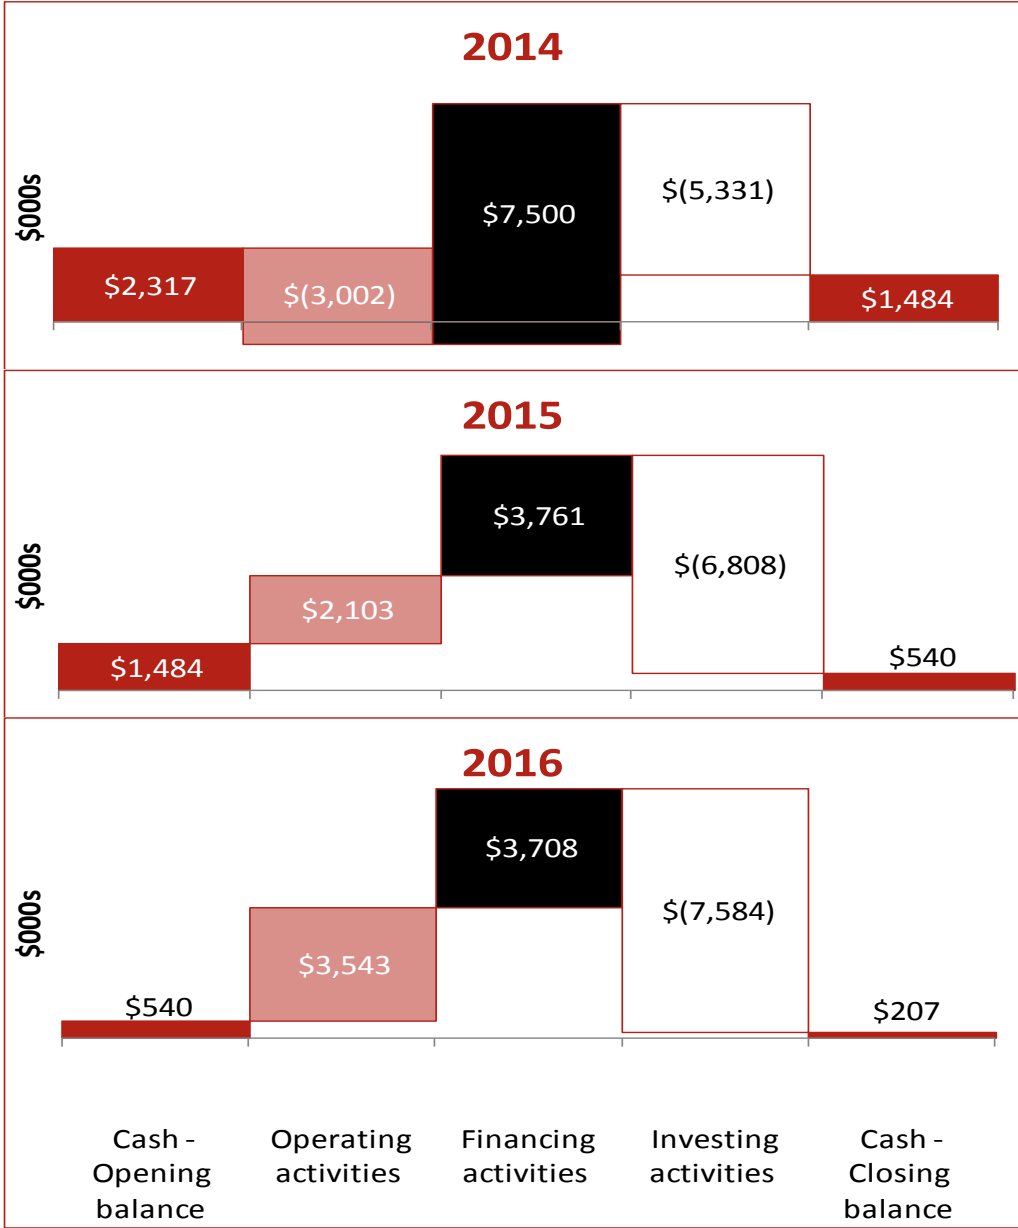 2014
$000s
$2,317
$(3,002)
$7,500
$(5,331)
$1,484
2015
$000s
$1,484
$2,103
$3,761
$(6,808)
$540
2016
$000s
$540
$3,543
$3,708
$(7,584)
$207
Cash -
Opening
balance
Operating
activities
Financing
activities
Investing
activities
Cash -
Closing
balance